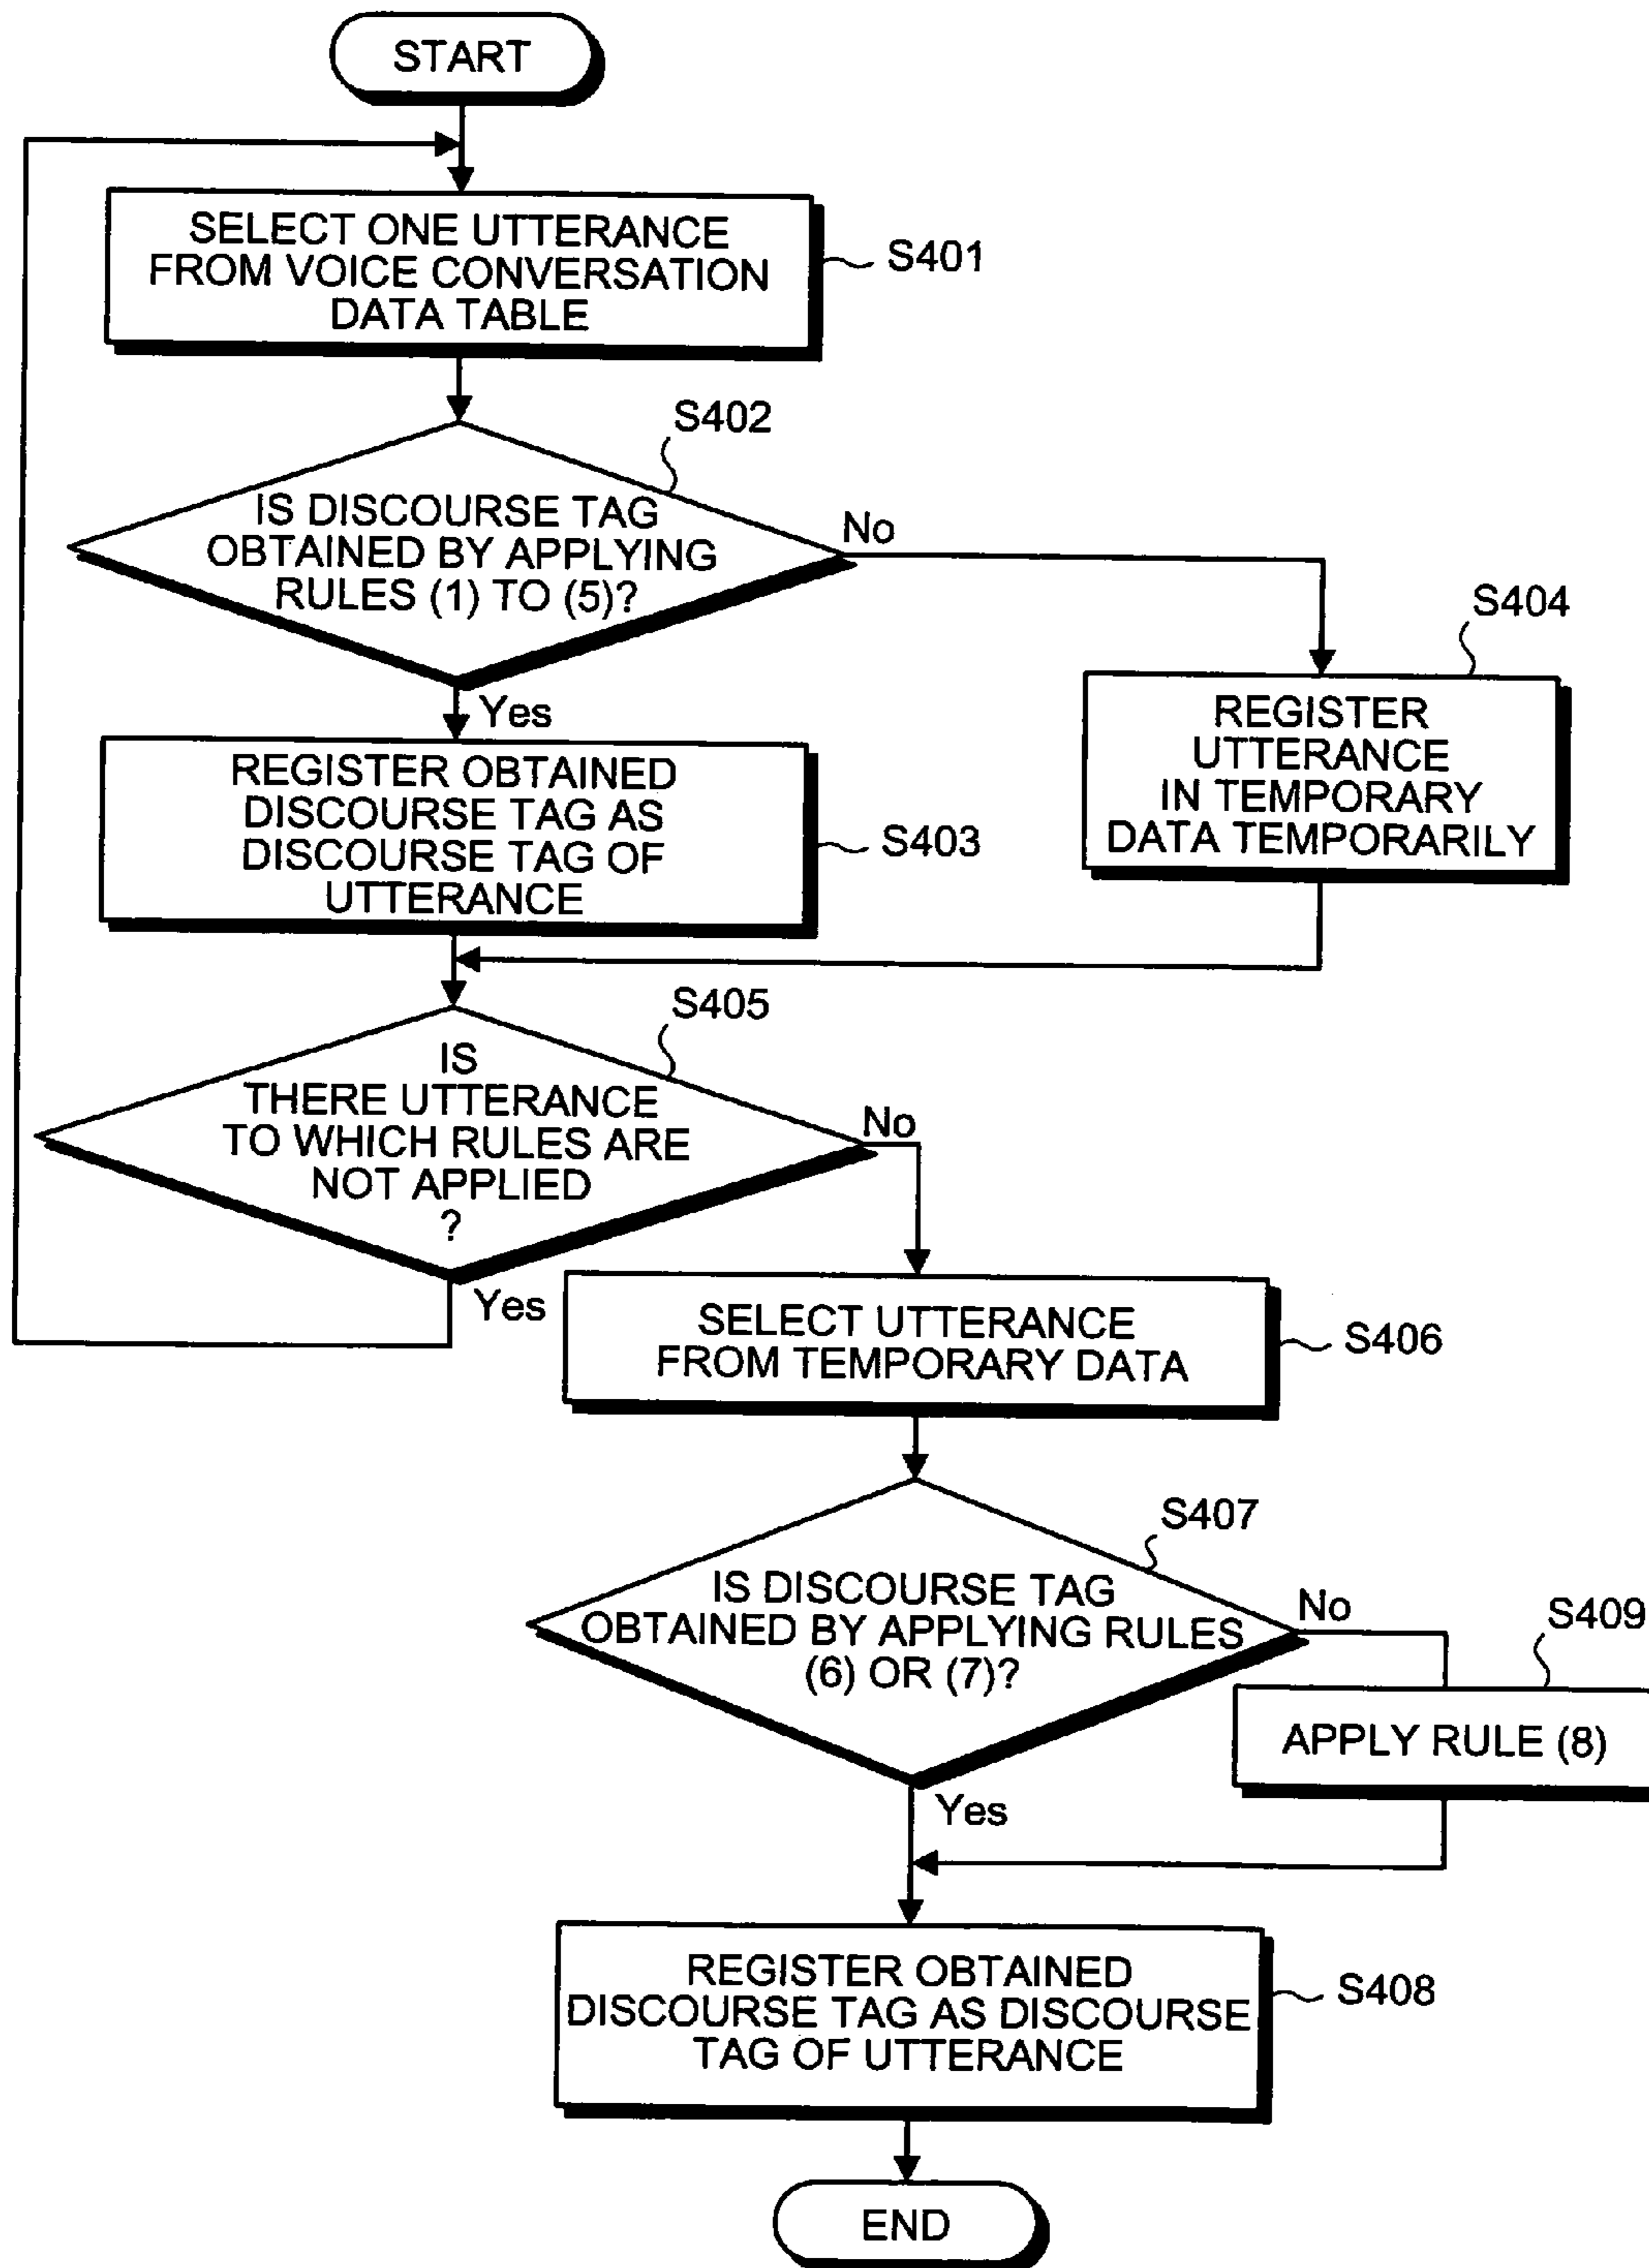 START
SELECT ONE UTTERANCE
FROM VOICE CONVERSATION
DATA TABLE
S401
S402
IS DISCOURSE TAG
OBTAINED BY APPLYING
RULES (1) TO (5)?
No
Yes
S404
REGISTER
UTTERANCE
IN TEMPORARY
DATA TEMPORARILY
REGISTER OBTAINED
DISCOURSE TAG AS
DISCOURSE TAG OF
UTTERANCE
S403
S405
IS
THERE UTTERANCE
TO WHICH RULES ARE
NOT APPLIED
?
No
Yes
SELECT UTTERANCE
FROM TEMPORARY DATA
S406
S407
IS DISCOURSE TAG
OBTAINED BY APPLYING RULES
(6) OR (7)?
No
S409
APPLY RULE (8)
Yes
REGISTER OBTAINED
DISCOURSE TAG AS DISCOURSE
TAG OF UTTERANCE
S408
END